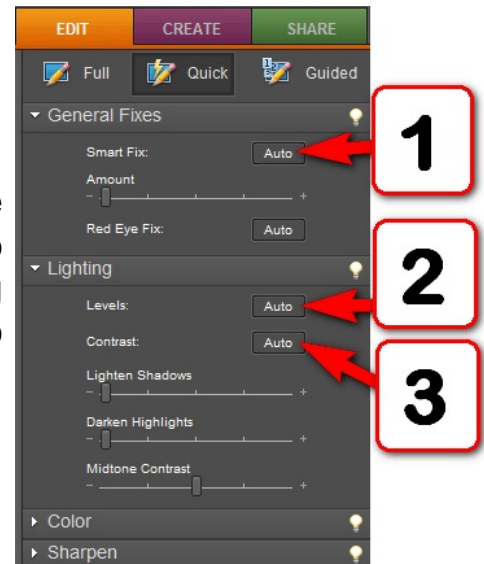 EDIT CREATE SHARE
Full Quick Guided
General Fixes
Smart Fix: Auto
1
Amount
- +
Red Eye Fix: Auto
Lighting
2
Levels: Auto
Contrast: Auto
3
Lighten Shadows
- +
Darken Highlights
- +
Midtone Contrast
- +
Color
Sharpen